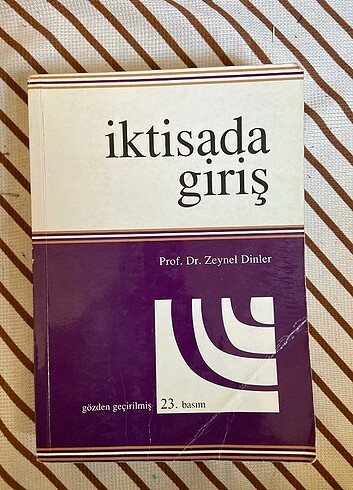 iktisada
giriş
Prof. Dr. Zeynel Dinler
gözden geçirilmiş 23. basım